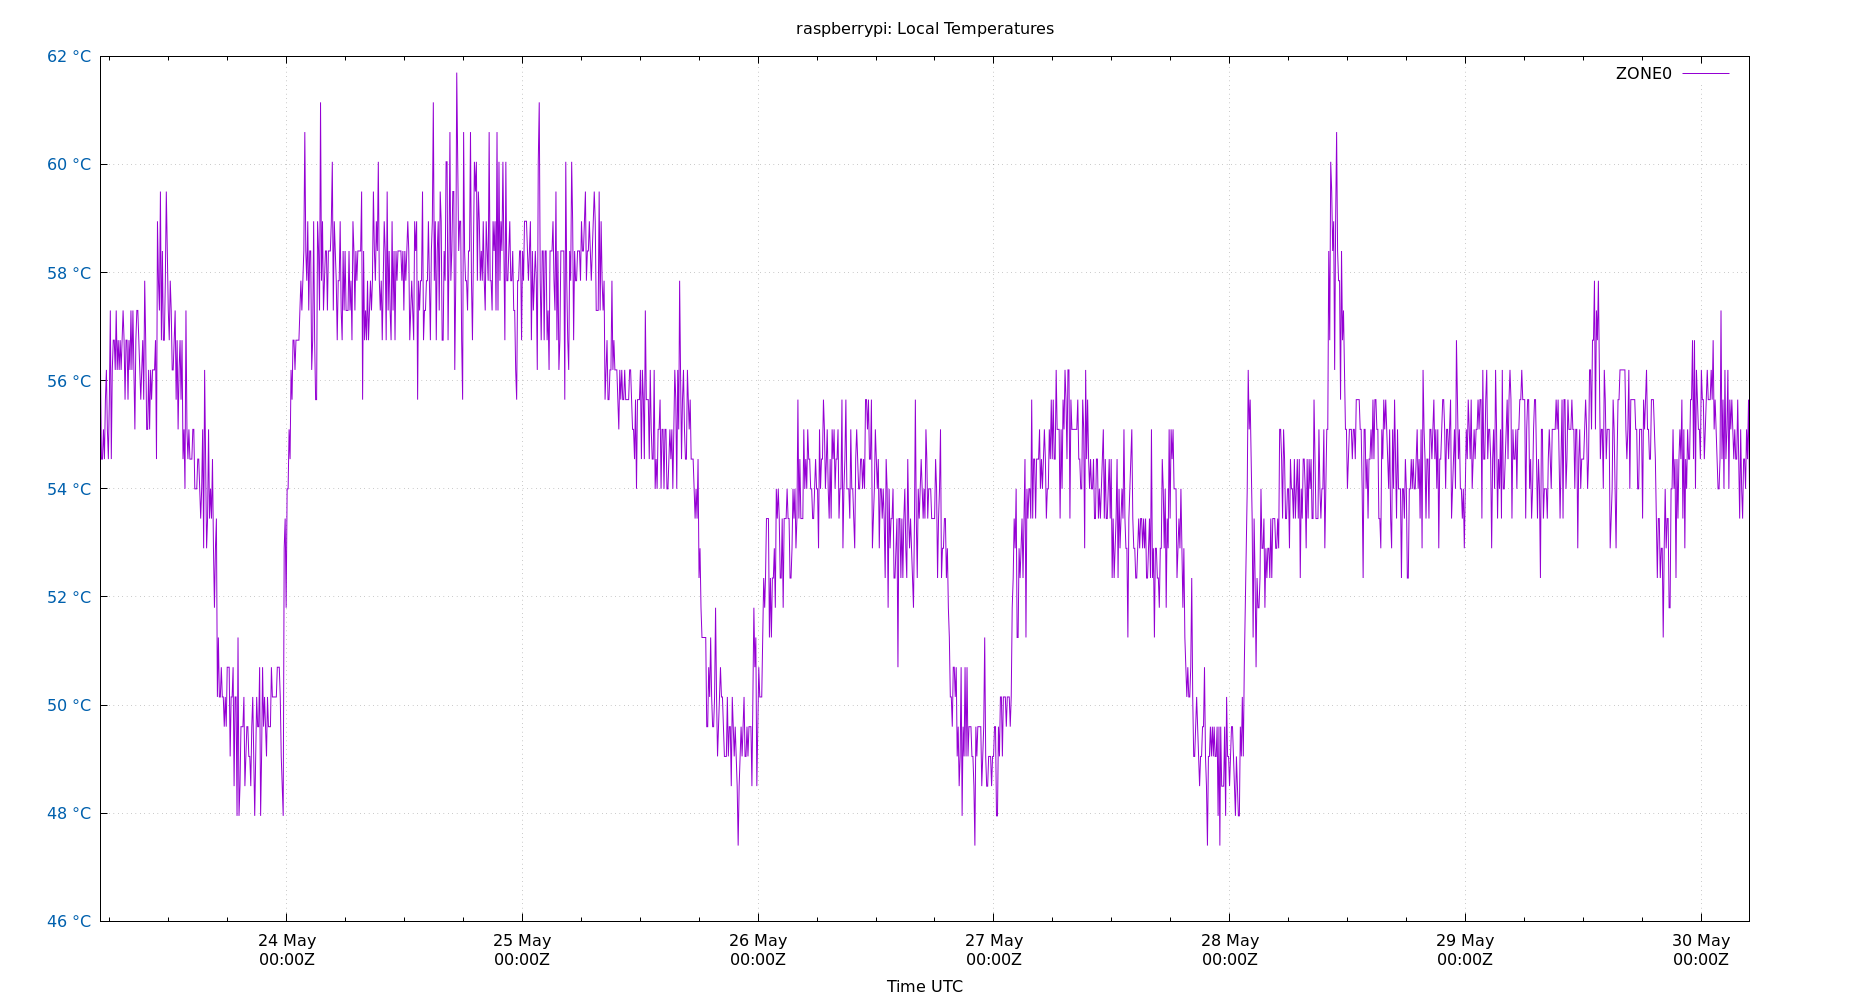 raspberrypi: Local Temperatures
62 °C
ZONE0
60 °C
58 °C
56 °C
54 °C
52 °C
50 °C
48 °C
46 °C
24 May 25 May 26 May 27 May 28 May 29 May 30 May
00:00Z 00:00Z 00:00Z 00:00Z 00:00Z 00:00Z 00:00Z
Time UTC